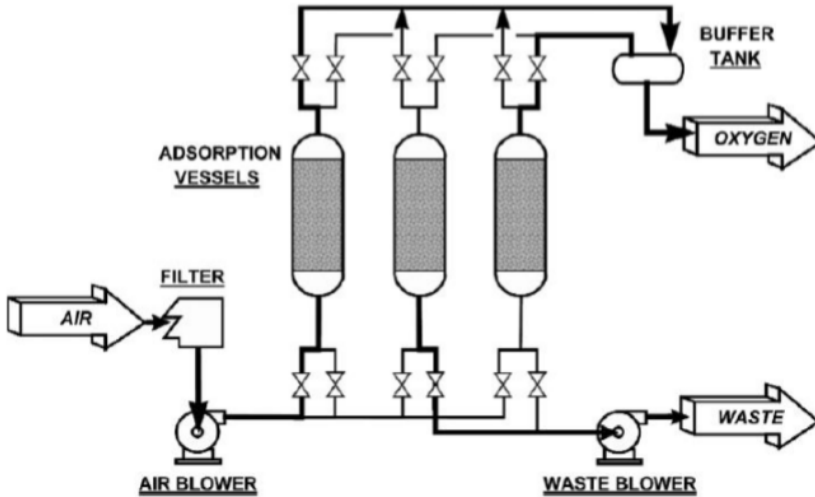 BUFFER
TANK
OXYGEN
ADSORPTION
VESSELS
FILTER
AIR
WASTE
AIR BLOWER
WASTE BLOWER